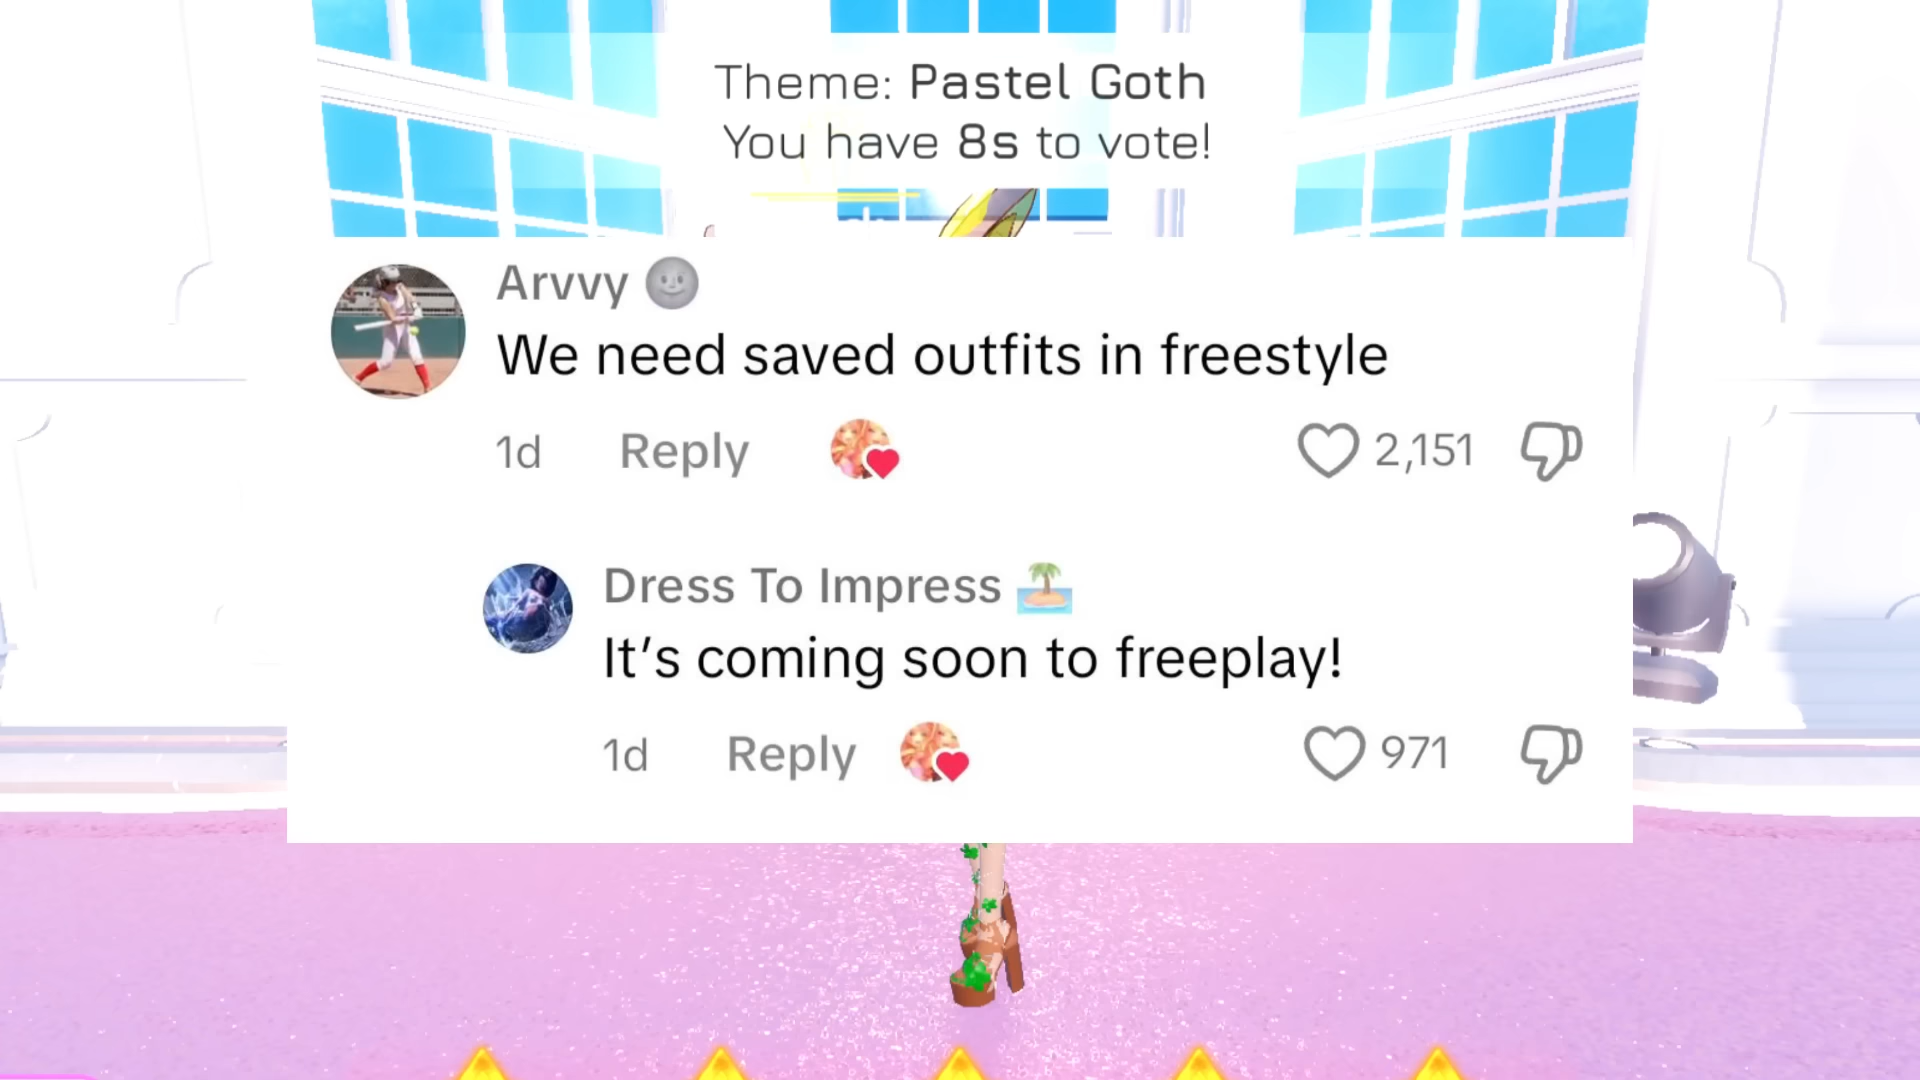 Theme: Pastel Goth
You have 8s to vote!
Arvvy 🌚
We need saved outfits in freestyle
1d Reply 2,151
Dress To Impress 🏝️
It's coming soon to freeplay!
1d Reply 971